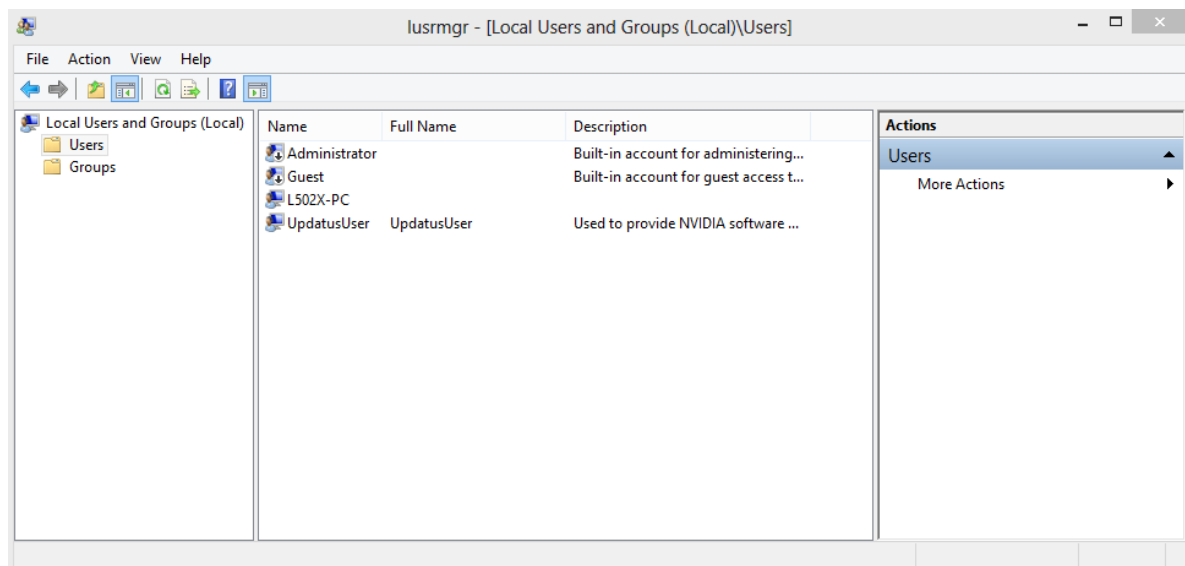 lusrmgr - [Local Users and Groups (Local)\Users]
File Action View Help
Local Users and Groups (Local)
Users
Groups
Name Full Name Description
Administrator Built-in account for administering...
Guest Built-in account for guest access t...
L502X-PC
UpdatusUser UpdatusUser Used to provide NVIDIA software ...
Actions
Users
More Actions